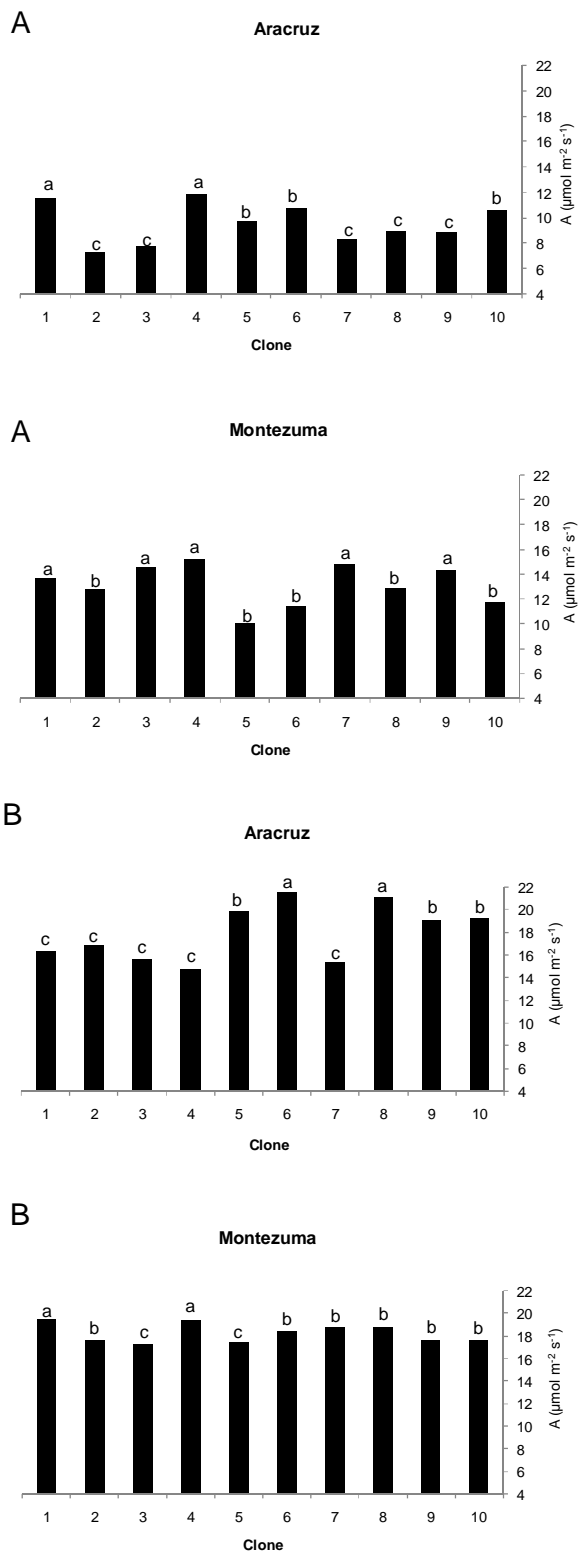 A
Aracruz
a c c a b b c c c b
22
20
18
16
14
12
10
8
6
4
A (µmol m-2 s-1)
1 2 3 4 5 6 7 8 9 10
Clone
A
Montezuma
a b a a b b a b a b
22
20
18
16
14
12
10
8
6
4
A (µmol m-2 s-1)
1 2 3 4 5 6 7 8 9 10
Clone
B
Aracruz
c c c c b a c a b b
22
20
18
16
14
12
10
8
6
4
A (µmol m-2 s-1)
1 2 3 4 5 6 7 8 9 10
Clone
B
Montezuma
a b c a c b b b b b
22
20
18
16
14
12
10
8
6
4
A (µmol m-2 s-1)
1 2 3 4 5 6 7 8 9 10
Clone